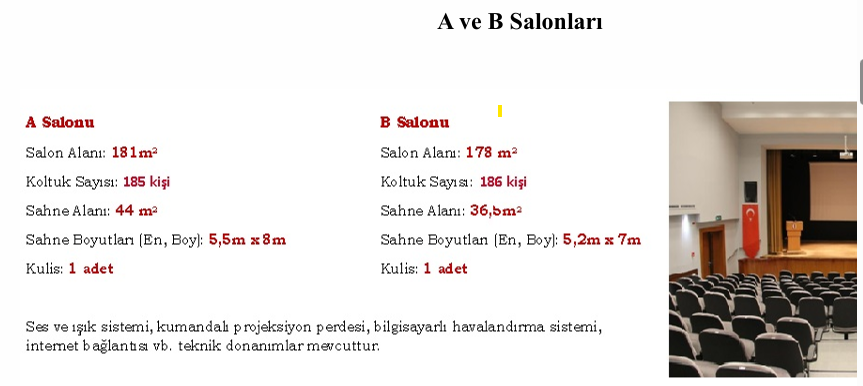 A ve B Salonları
A Salonu
Salon Alanı: 181m²
Koltuk Sayısı: 185 kişi
Sahne Alanı: 44 m²
Sahne Boyutları (En, Boy): 5,5m x 8m
Kulis: 1 adet
B Salonu
Salon Alanı: 178 m²
Koltuk Sayısı: 186 kişi
Sahne Alanı: 36,5m²
Sahne Boyutları (En, Boy): 5,2m x 7m
Kulis: 1 adet
Ses ve ışık sistemi, kumandalı projeksiyon perdesi, bilgisayarlı havalandırma sistemi,
internet bağlantısı vb. teknik donanımlar mevcuttur.